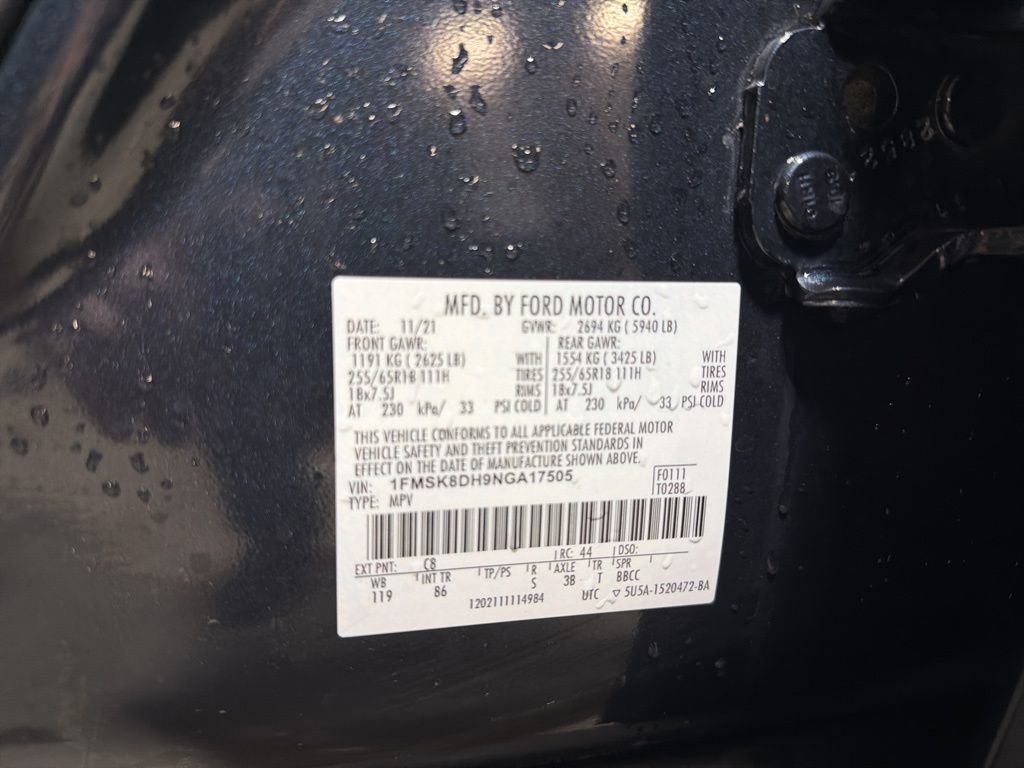 MFD. BY FORD MOTOR CO.
DATE: 11/21 GVWR: 2694 KG ( 5940 LB)
FRONT GAWR: REAR GAWR:
1191 KG ( 2625 LB) WITH 1554 KG ( 3425 LB) WITH
255/65R18 111H TIRES 255/65R18 111H TIRES
18x7.5J RIMS 18x7.5J RIMS
AT 230 kPa/ 33 PSI COLD AT 230 kPa/ 33 PSI COLD
THIS VEHICLE CONFORMS TO ALL APPLICABLE FEDERAL MOTOR
VEHICLE SAFETY AND THEFT PREVENTION STANDARDS IN
EFFECT ON THE DATE OF MANUFACTURE SHOWN ABOVE.
VIN: 1FMSK8DH9NGA17505 F0111
TYPE: MPV T0288
EXT PNT: C8 RC: 44 DSO:
WB INT TR TP/PS R AXLE TR SPR
119 86 S 3B T BBCC
1202111114984 UTC ▽ 5U5A-1520472-BA